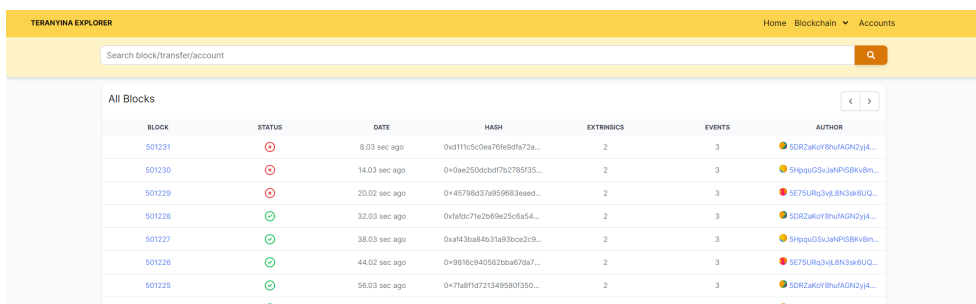 TERANYINA EXPLORER
Home Blockchain Accounts
Search block/transfer/account
All Blocks
BLOCK STATUS DATE HASH EXTRINSICS EVENTS AUTHOR
501231 8.03 sec ago 0xd111c5c0ea76fe9dfa72a... 2 3 5DRZaKoY8hufAGN2yj4...
501230 14.03 sec ago 0x0ae250dcbdf7b2785f35... 2 3 5HpquGSvJaNPiSBKv8m...
501229 20.02 sec ago 0x45798d37a959683eaed... 2 3 5E75URq3vjL8N3sk6UQ...
501228 32.03 sec ago 0xfafdc71e2b69e25c6a54... 2 3 5DRZaKoY8hufAGN2yj4...
501227 38.03 sec ago 0xaf43ba84b31a93bce2c9... 2 3 5HpquGSvJaNPiSBKv8m...
501226 44.02 sec ago 0x9816c940562bba67da7... 2 3 5E75URq3vjL8N3sk6UQ...
501225 56.03 sec ago 0x7fa8f1d721349580f350... 2 3 5DRZaKoY8hufAGN2yj4...